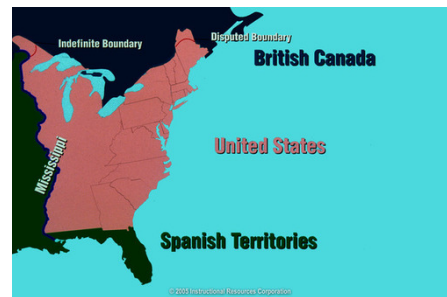 Indefinite Boundary
Disputed Boundary
British Canada
United States
Mississippi
Spanish Territories
© 2005 Instructional Resources Corporation